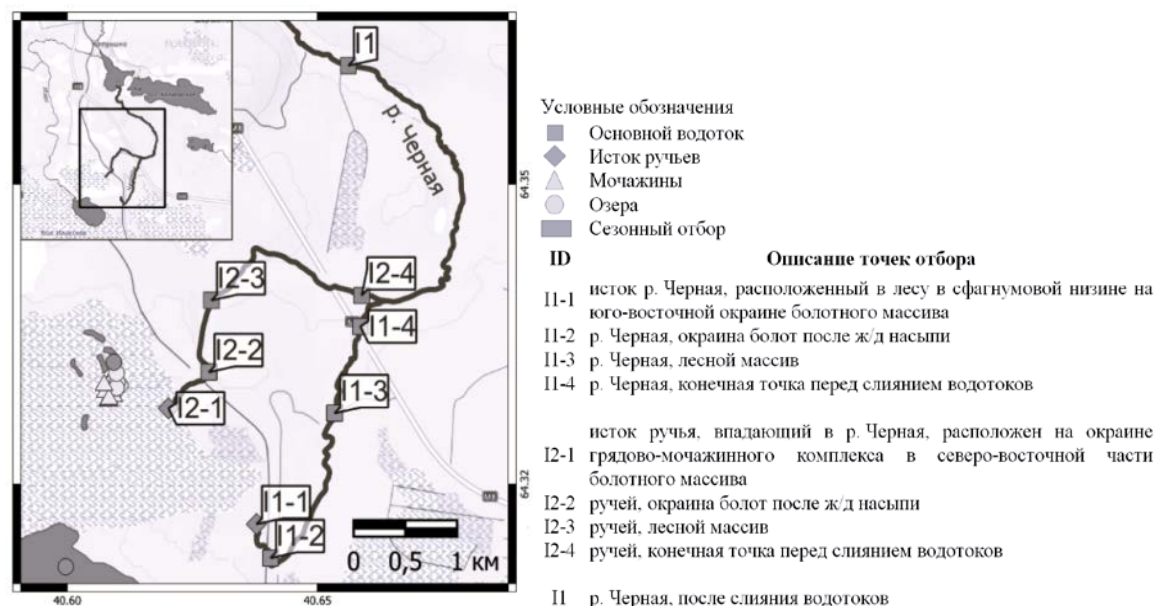 I1
р. Черная
64.35
I2-3
I2-4
I1-4
I2-2
I1-3
I2-1
64.32
I1-1
I1-2
0 0,5 1 км
40.60 40.65
Условные обозначения
Основной водоток
Исток ручьев
Мочажины
Озера
Сезонный отбор
ID Описание точек отбора
I1-1 исток р. Черная, расположенный в лесу в сфагнумовой низине на
юго-восточной окраине болотного массива
I1-2 р. Черная, окраина болот после ж/д насыпи
I1-3 р. Черная, лесной массив
I1-4 р. Черная, конечная точка перед слиянием водотоков
исток ручья, впадающий в р. Черная, расположен на окраине
I2-1 грядово-мочажинного комплекса в северо-восточной части
болотного массива
I2-2 ручей, окраина болот после ж/д насыпи
I2-3 ручей, лесной массив
I2-4 ручей, конечная точка перед слиянием водотоков
I1 р. Черная, после слияния водотоков